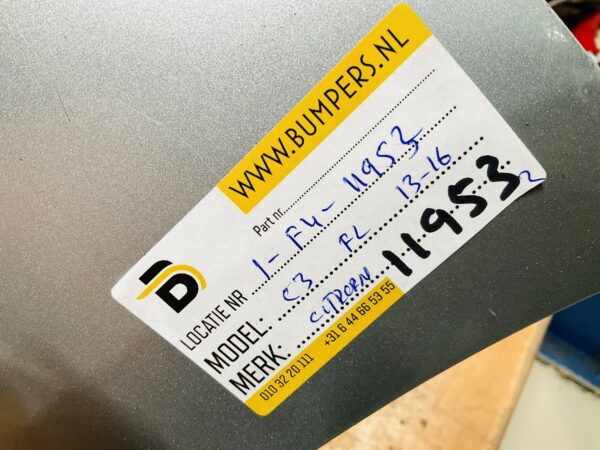 WWW.BUMPERS.NL
Part nr.
LOCATIE NR 1-F4-11953
MODEL: C3 FL 13-16
MERK: CITROEN 11953 2
010 32 20 111 +31 6 44 66 53 55